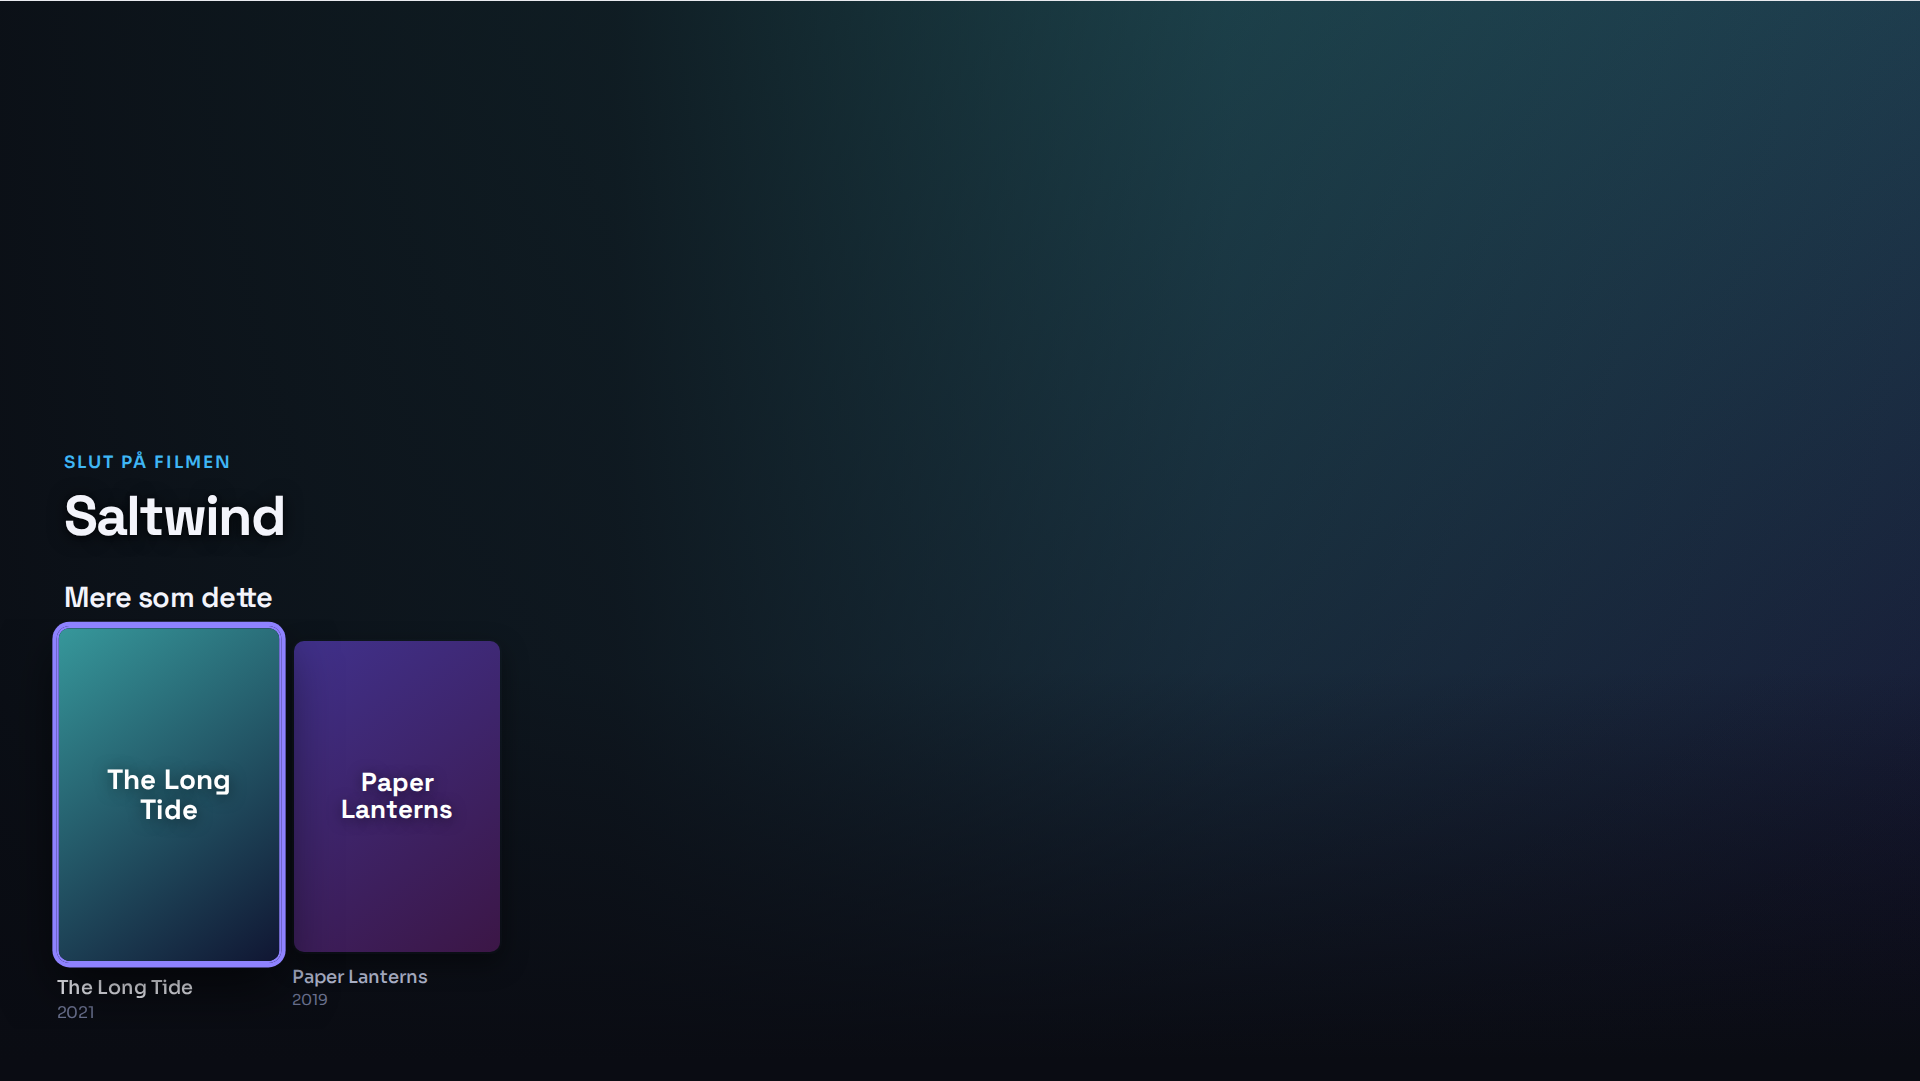 SLUT PÅ FILMEN
Saltwind
Mere som dette
The Long
Tide
Paper
Lanterns
The Long Tide
2021
Paper Lanterns
2019